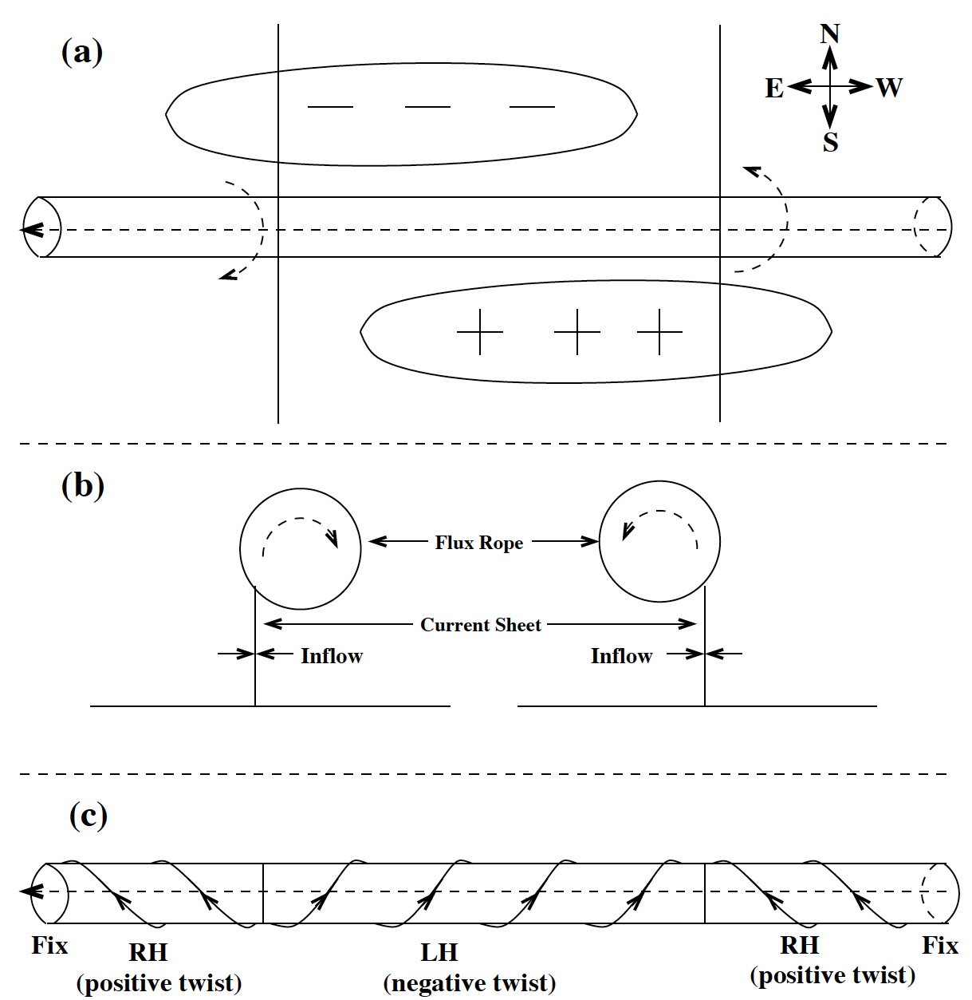 (a)
N
E W
S
(b)
Flux Rope
Current Sheet
Inflow Inflow
(c)
Fix RH LH RH Fix
(positive twist) (negative twist) (positive twist)